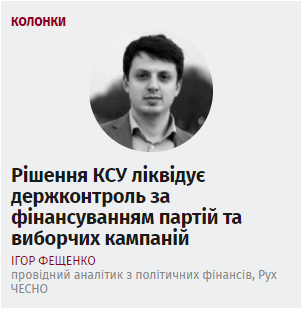 КОЛОНКИ
Рішення КСУ ліквідує
держконтроль за
фінансуванням партій та
виборчих кампаній
ІГОР ФЕЩЕНКО
провідний аналітик з політичних фінансів, Рух
ЧЕСНО